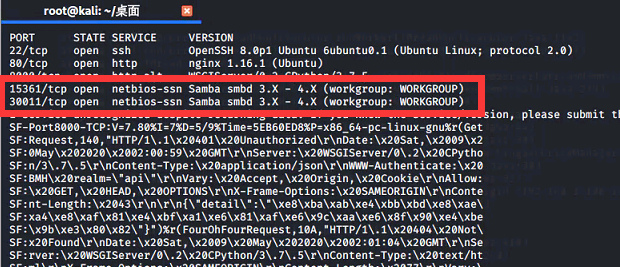 root@kali: ~/桌面
PORT STATE SERVICE VERSION
22/tcp open ssh OpenSSH 8.0p1 Ubuntu 6ubuntu0.1 (Ubuntu Linux; protocol 2.0)
80/tcp open http nginx 1.16.1 (Ubuntu)
15361/tcp open netbios-ssn Samba smbd 3.X - 4.X (workgroup: WORKGROUP)
30011/tcp open netbios-ssn Samba smbd 3.X - 4.X (workgroup: WORKGROUP)
please submit th
SF-Port8000-TCP:V=7.80%I=7%D=5/9%Time=5EB60ED8%P=x86_64-pc-linux-gnu%r(Get
SF:Request,140,"HTTP/1\.1\x20401\x20Unauthorized\r\nDate:\x20Sat,\x2009\x2
SF:0May\x202020\x2002:00:59\x20GMT\r\nServer:\x20WSGIServer/0\.2\x20CPytho
SF:n/3\.7\.5\r\nContent-Type:\x20application/json\r\nWWW-Authenticate:\x20
SF:BMH\x20realm=\"api\"\r\nVary:\x20Accept,\x20Origin,\x20Cookie\r\nAllow:
SF:\x20GET,\x20HEAD,\x20OPTIONS\r\nX-Frame-Options:\x20SAMEORIGIN\r\nConte
SF:nt-Length:\x2043\r\n\r\n{\"detail\":\"\xe8\xba\xab\xe4\xbb\xbd\xe8\xae\
SF:xa4\xe8\xaf\x81\xe4\xbf\xa1\xe6\x81\xaf\xe6\x9c\xaa\xe6\x8f\x90\xe4\xbe
SF:\x9b\xe3\x80\x82\"}")%r(FourOhFourRequest,10A,"HTTP/1\.1\x20404\x20Not\
SF:x20Found\r\nDate:\x20Sat,\x2009\x20May\x202020\x2002:01:04\x20GMT\r\nSe
SF:rver:\x20WSGIServer/0\.2\x20CPython/3\.7\.5\r\nContent-Type:\x20text/ht